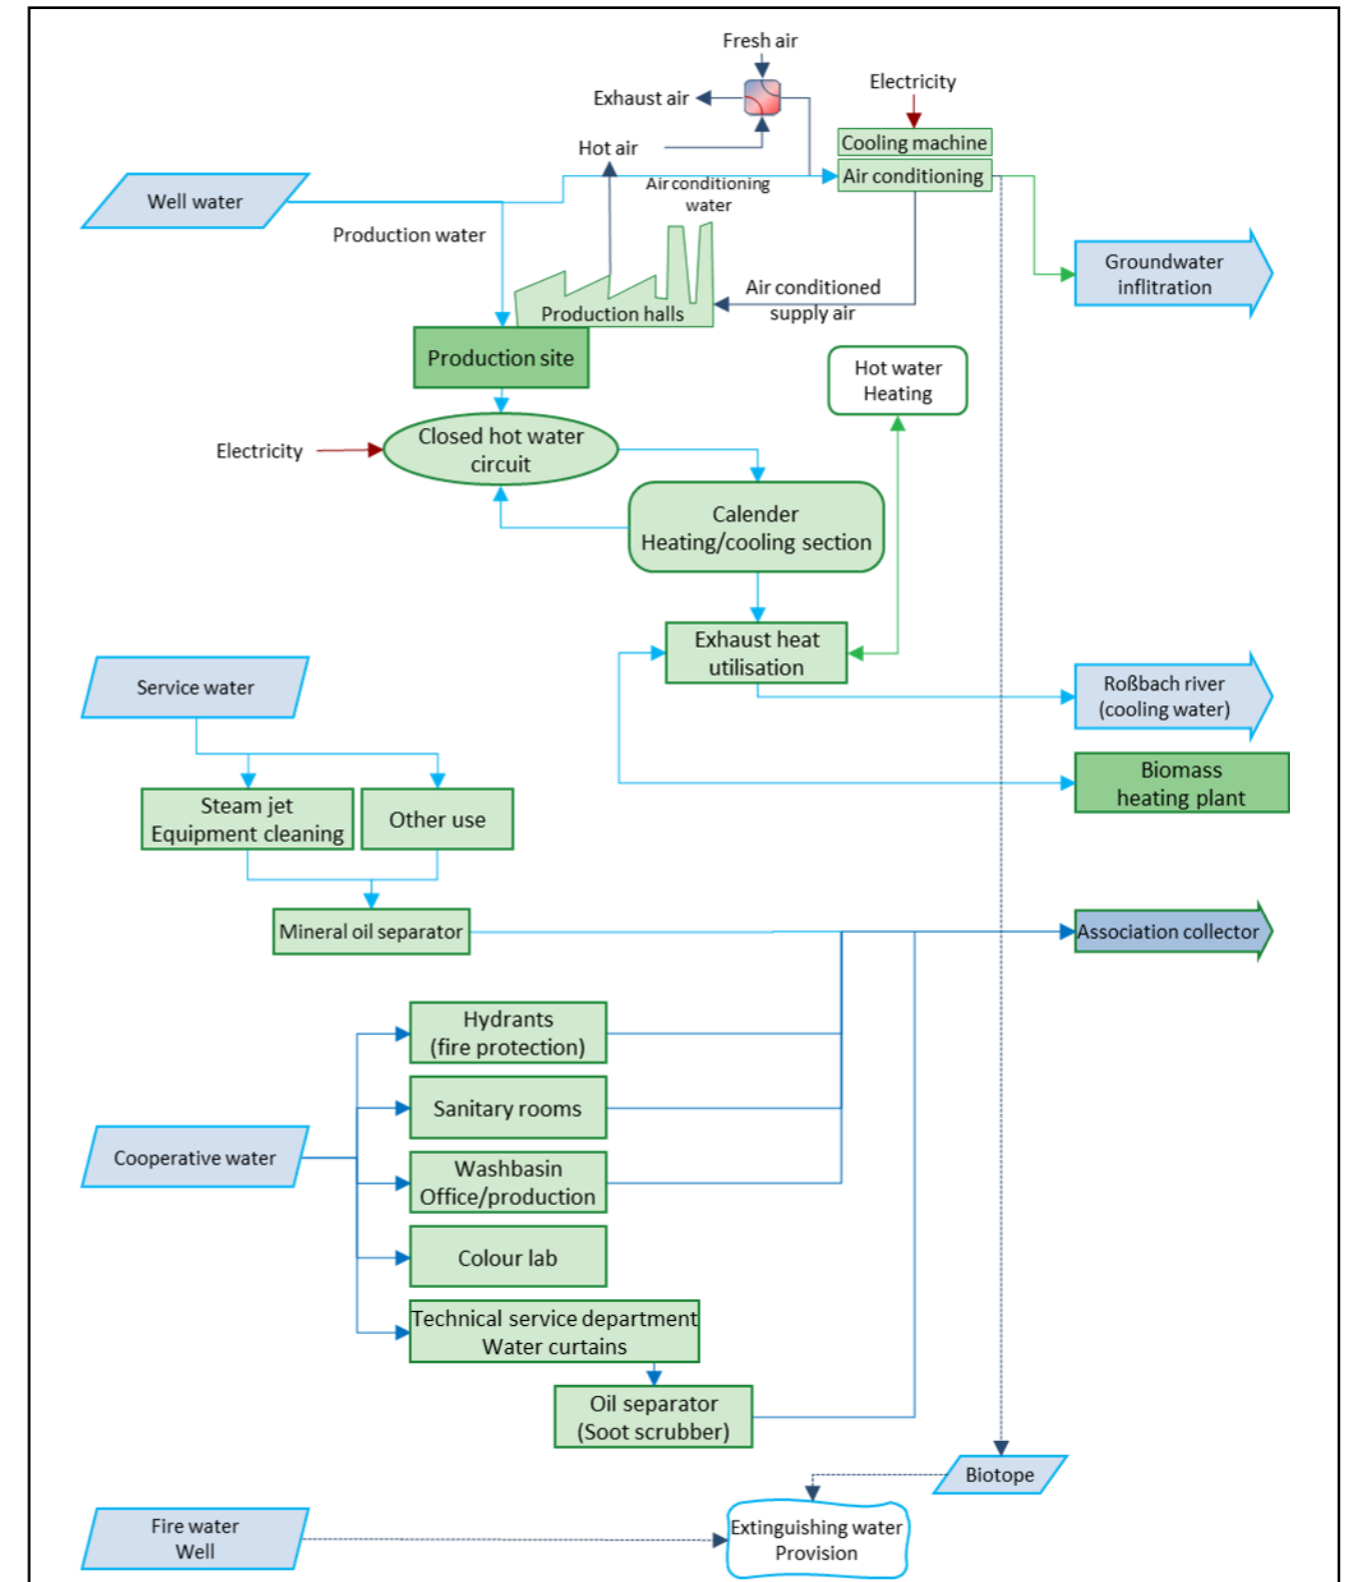 Fresh air
Electricity
Exhaust air
Cooling machine
Hot air
Air conditioning
Air conditioning
water
Well water
Production water
Groundwater
inflitration
Air conditioned
supply air
Production halls
Production site
Hot water
Heating
Closed hot water
circuit
Electricity
Calender
Heating/cooling section
Exhaust heat
utilisation
Service water
Roßbach river
(cooling water)
Biomass
heating plant
Steam jet
Equipment cleaning
Other use
Mineral oil separator
Association collector
Hydrants
(fire protection)
Sanitary rooms
Cooperative water
Washbasin
Office/production
Colour lab
Technical service department
Water curtains
Oil separator
(Soot scrubber)
Biotope
Fire water
Well
Extinguishing water
Provision